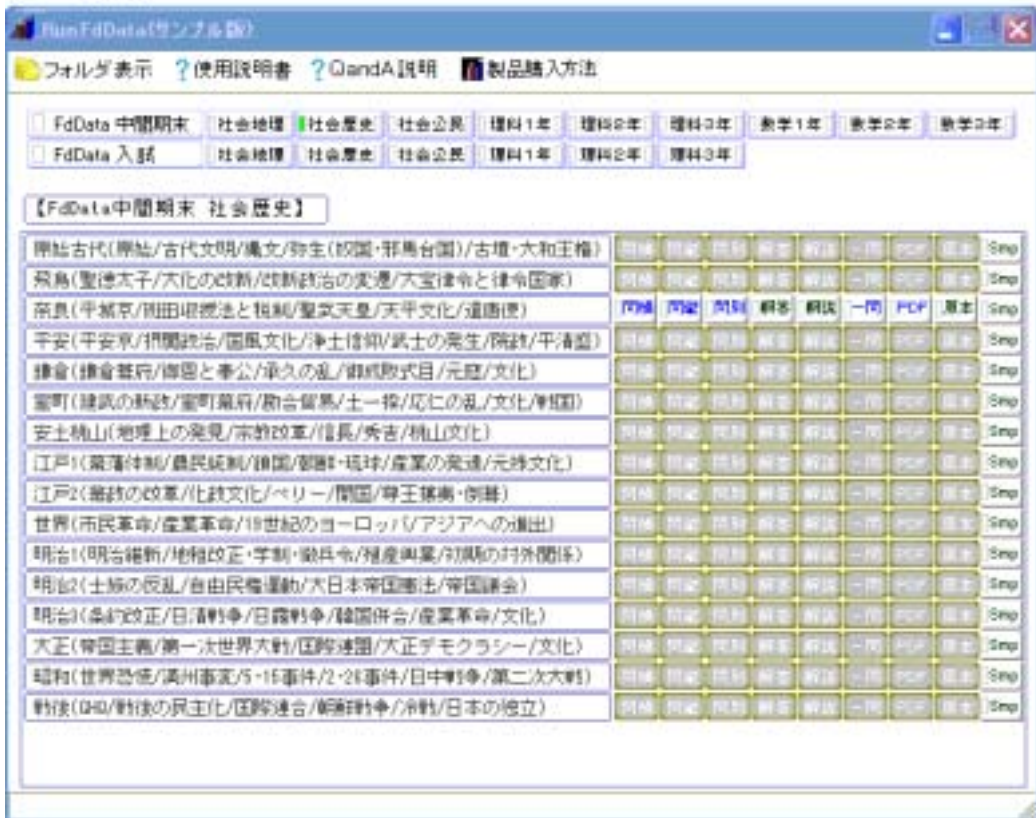 RunFdData(サンプル版)
フォルダ表示 ?使用説明書 ?QandA説明 製品購入方法
FdData 中間期末 社会地理 社会歴史 社会公民 理科1年 理科2年 理科3年 数学1年 数学2年 数学3年
FdData 入試 社会地理 社会歴史 社会公民 理科1年 理科2年 理科3年
【FdData中間期末 社会歴史】
原始古代(原始/古代文明/縄文/弥生(奴国・邪馬台国)/古墳・大和王権) Smp
飛鳥(聖徳太子/大化の改新/改新政治の変遷/大宝律令と律令国家) Smp
奈良(平城京/班田収授法と税制/聖武天皇/天平文化/遣唐使) 解答 解説 一問 PDF 原本 Smp
平安(平安京/摂関政治/国風文化/浄土信仰/武士の発生/院政/平清盛) Smp
鎌倉(鎌倉幕府/御恩と奉公/承久の乱/御成敗式目/元寇/文化) Smp
室町(建武の新政/室町幕府/勘合貿易/土一揆/応仁の乱/文化/戦国) Smp
安土桃山(地理上の発見/宗教改革/信長/秀吉/桃山文化) Smp
江戸1(幕藩体制/農民統制/鎖国/朝鮮・琉球/産業の発達/元禄文化) Smp
江戸2(幕政の改革/化政文化/ペリー/開国/尊王攘夷・倒幕) Smp
世界(市民革命/産業革命/19世紀のヨーロッパ/アジアへの進出) Smp
明治1(明治維新/地租改正・学制・徴兵令/殖産興業/初期の対外関係) Smp
明治2(士族の反乱/自由民権運動/大日本帝国憲法/帝国議会) Smp
明治3(条約改正/日清戦争/日露戦争/韓国併合/産業革命/文化) Smp
大正(帝国主義/第一次世界大戦/国際連盟/大正デモクラシー/文化) Smp
昭和(世界恐慌/満州事変/5・15事件/2・26事件/日中戦争/第二次大戦) Smp
戦後(GHQ/戦後の民主化/国際連合/朝鮮戦争/冷戦/日本の独立) Smp